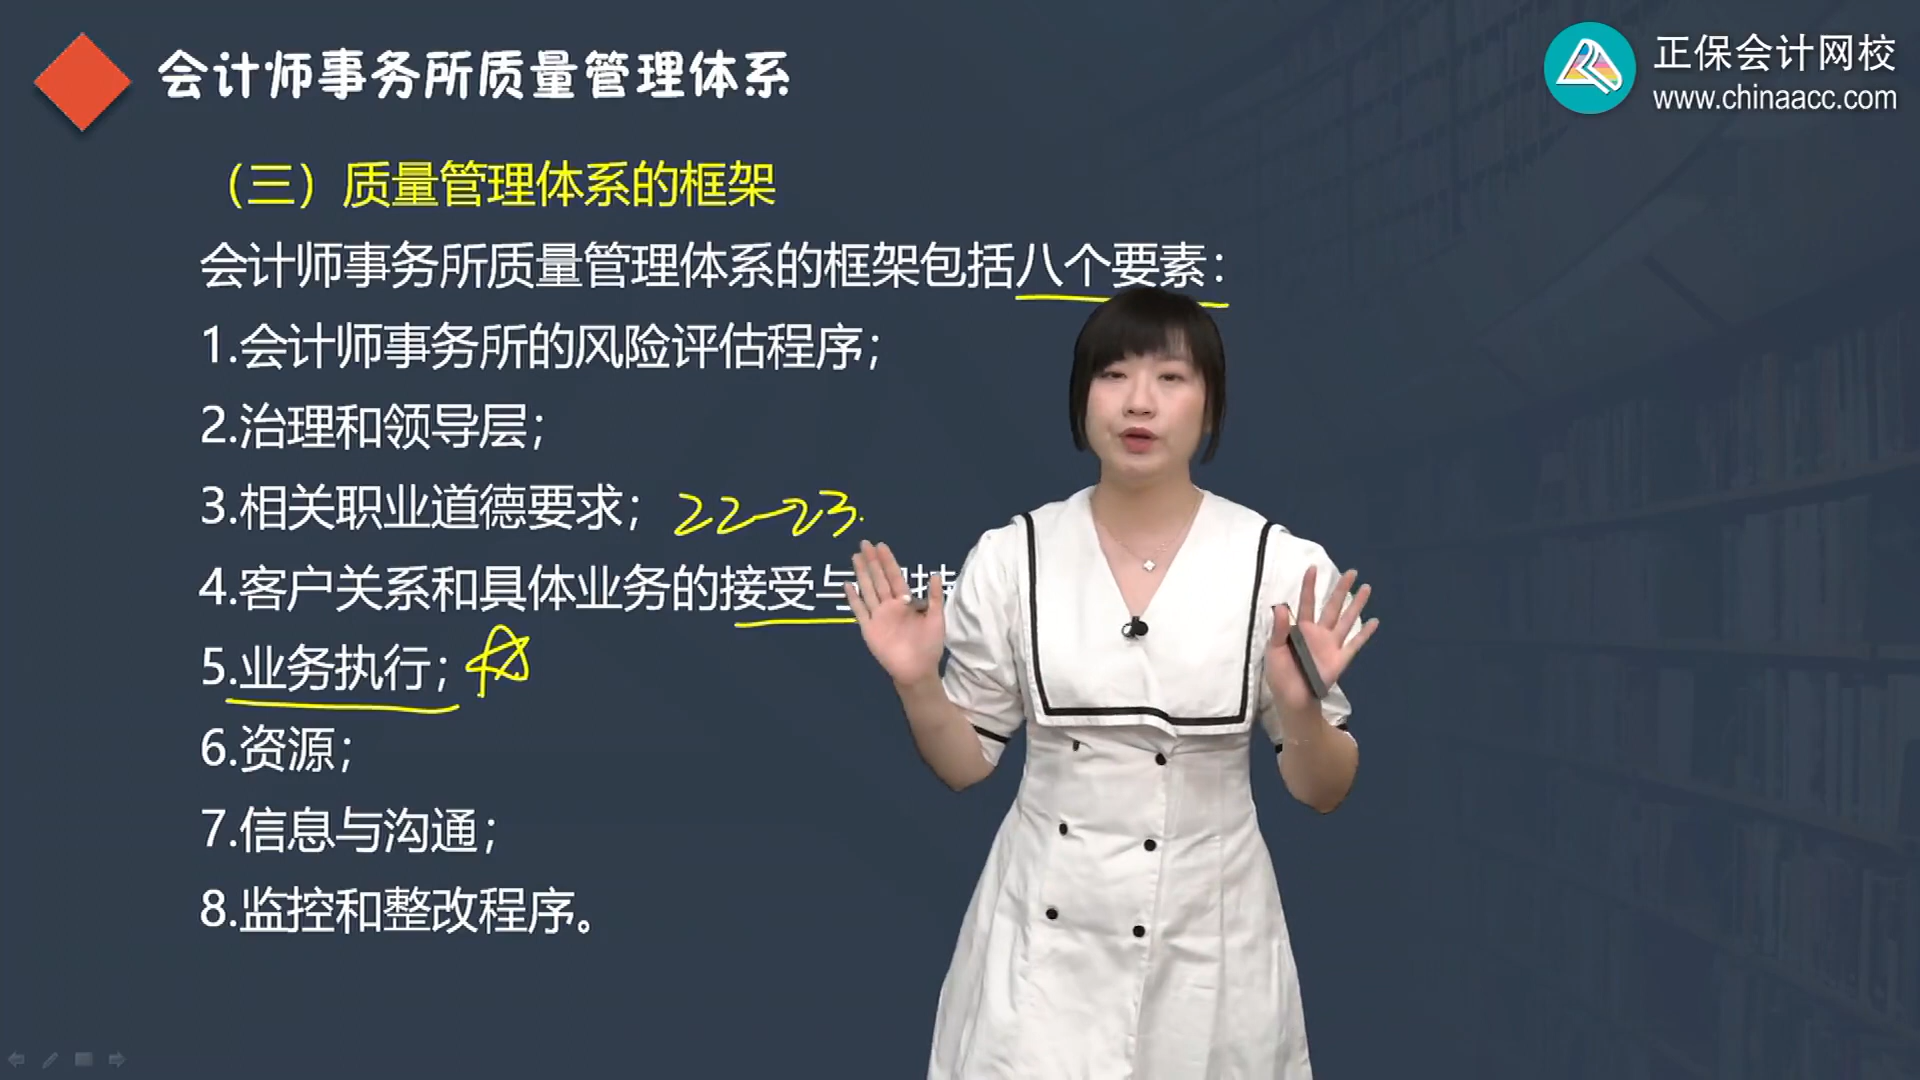 会计师事务所质量管理体系
正保会计网校
www.chinaacc.com
（三）质量管理体系的框架
会计师事务所质量管理体系的框架包括八个要素：
1.会计师事务所的风险评估程序；
2.治理和领导层；
3.相关职业道德要求； 22-23.
4.客户关系和具体业务的接受与
5.业务执行；
6.资源；
7.信息与沟通；
8.监控和整改程序。